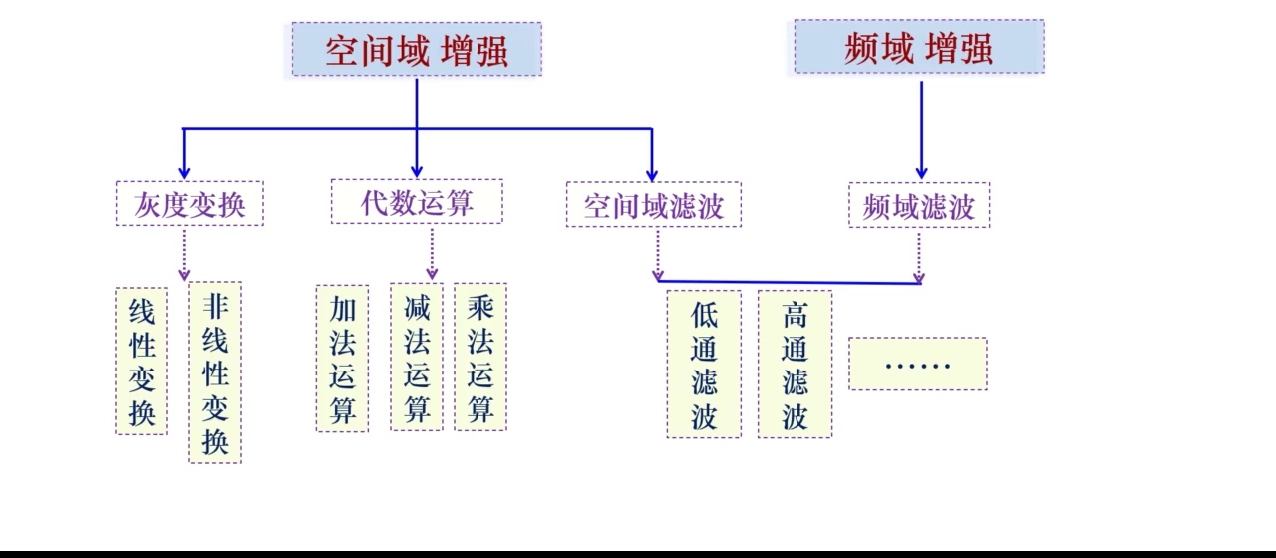 空间域 增强
频域 增强
灰度变换
代数运算
空间域滤波
频域滤波
线性变换
非线性变换
加法运算
减法运算
乘法运算
低通滤波
高通滤波
······